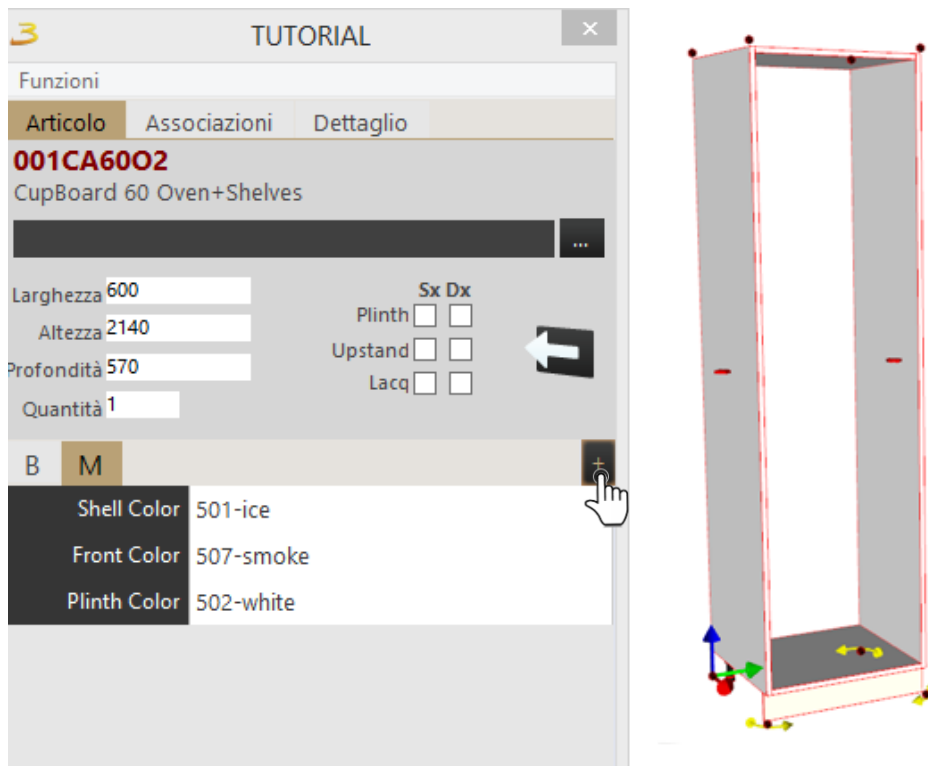 TUTORIAL
Funzioni
Articolo Associazioni Dettaglio
001CA60O2
CupBoard 60 Oven+Shelves
...
Larghezza 600
Altezza 2140
Profondità 570
Quantità 1
Sx Dx
Plinth
Upstand
Lacq
B M +
Shell Color 501-ice
Front Color 507-smoke
Plinth Color 502-white